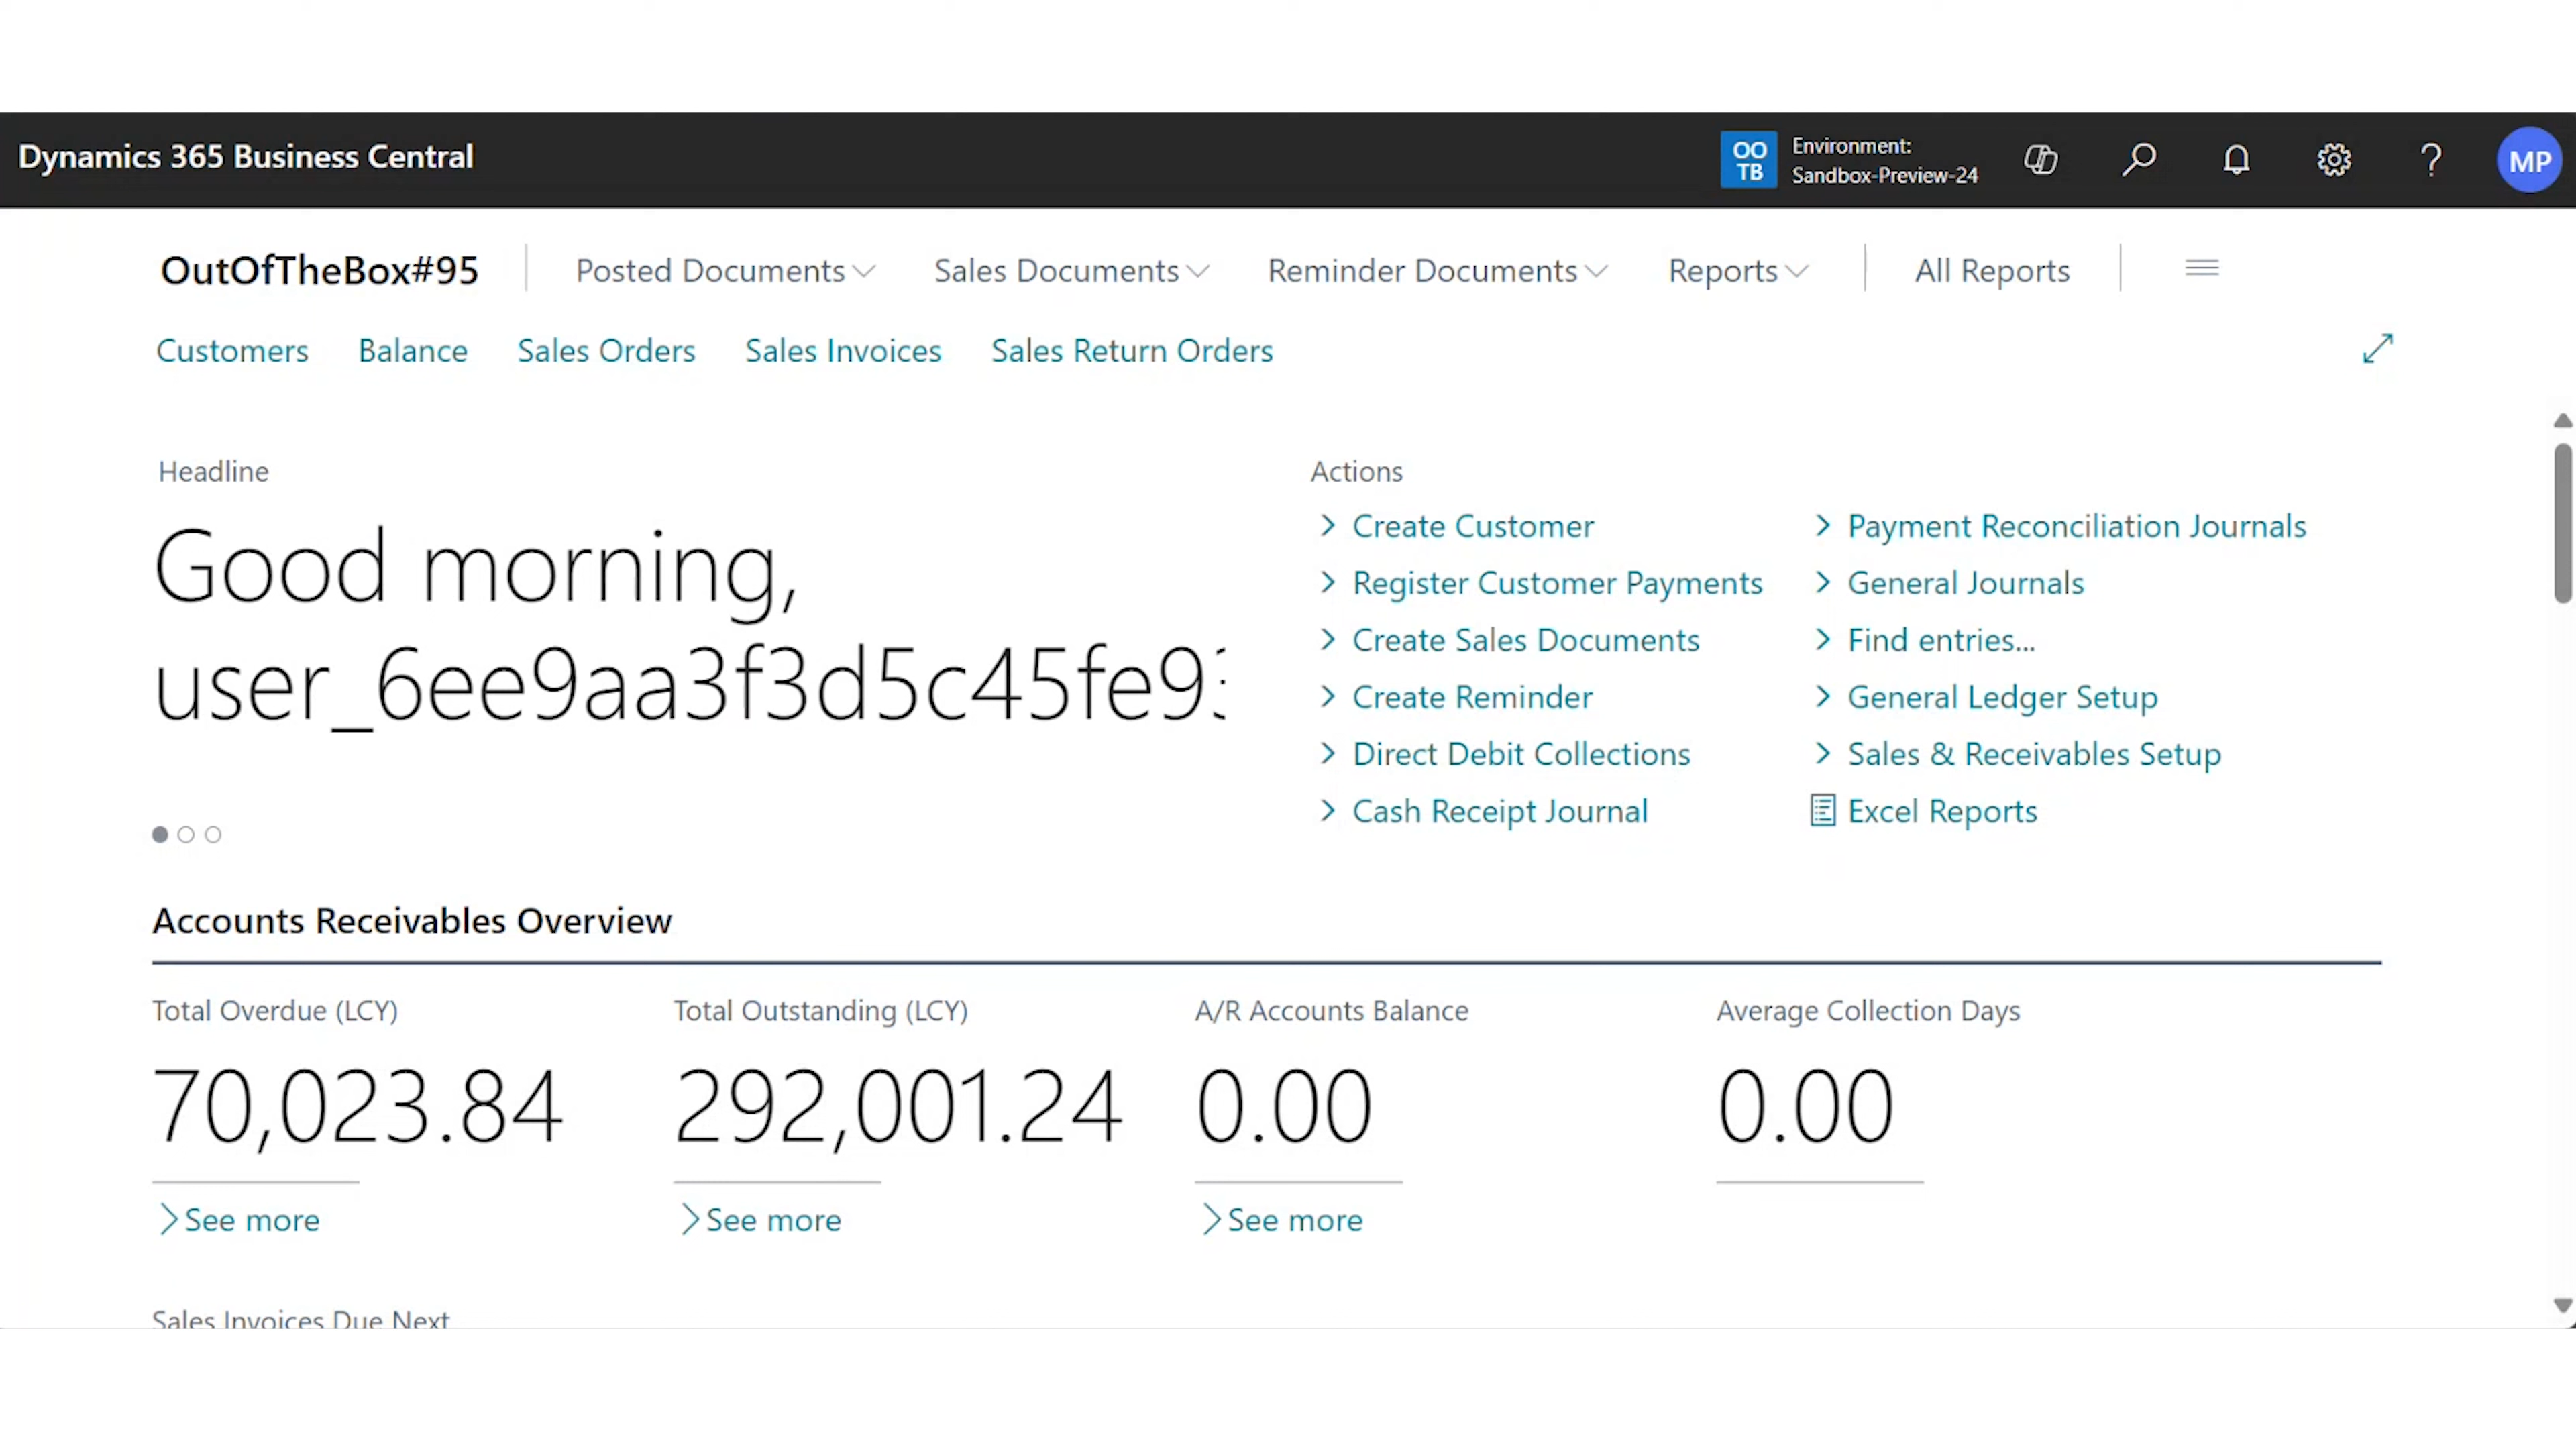 Dynamics 365 Business Central
OO
TB
Environment:
Sandbox-Preview-24
MP
OutOfTheBox#95
Posted Documents
Sales Documents
Reminder Documents
Reports
All Reports
Customers
Balance
Sales Orders
Sales Invoices
Sales Return Orders
Headline
Good morning,
user_6ee9aa3f3d5c45fe93
Actions
Create Customer
Register Customer Payments
Create Sales Documents
Create Reminder
Direct Debit Collections
Cash Receipt Journal
Payment Reconciliation Journals
General Journals
Find entries...
General Ledger Setup
Sales & Receivables Setup
Excel Reports
Accounts Receivables Overview
Total Overdue (LCY)
70,023.84
See more
Total Outstanding (LCY)
292,001.24
See more
A/R Accounts Balance
0.00
See more
Average Collection Days
0.00
Sales Invoices Due Next